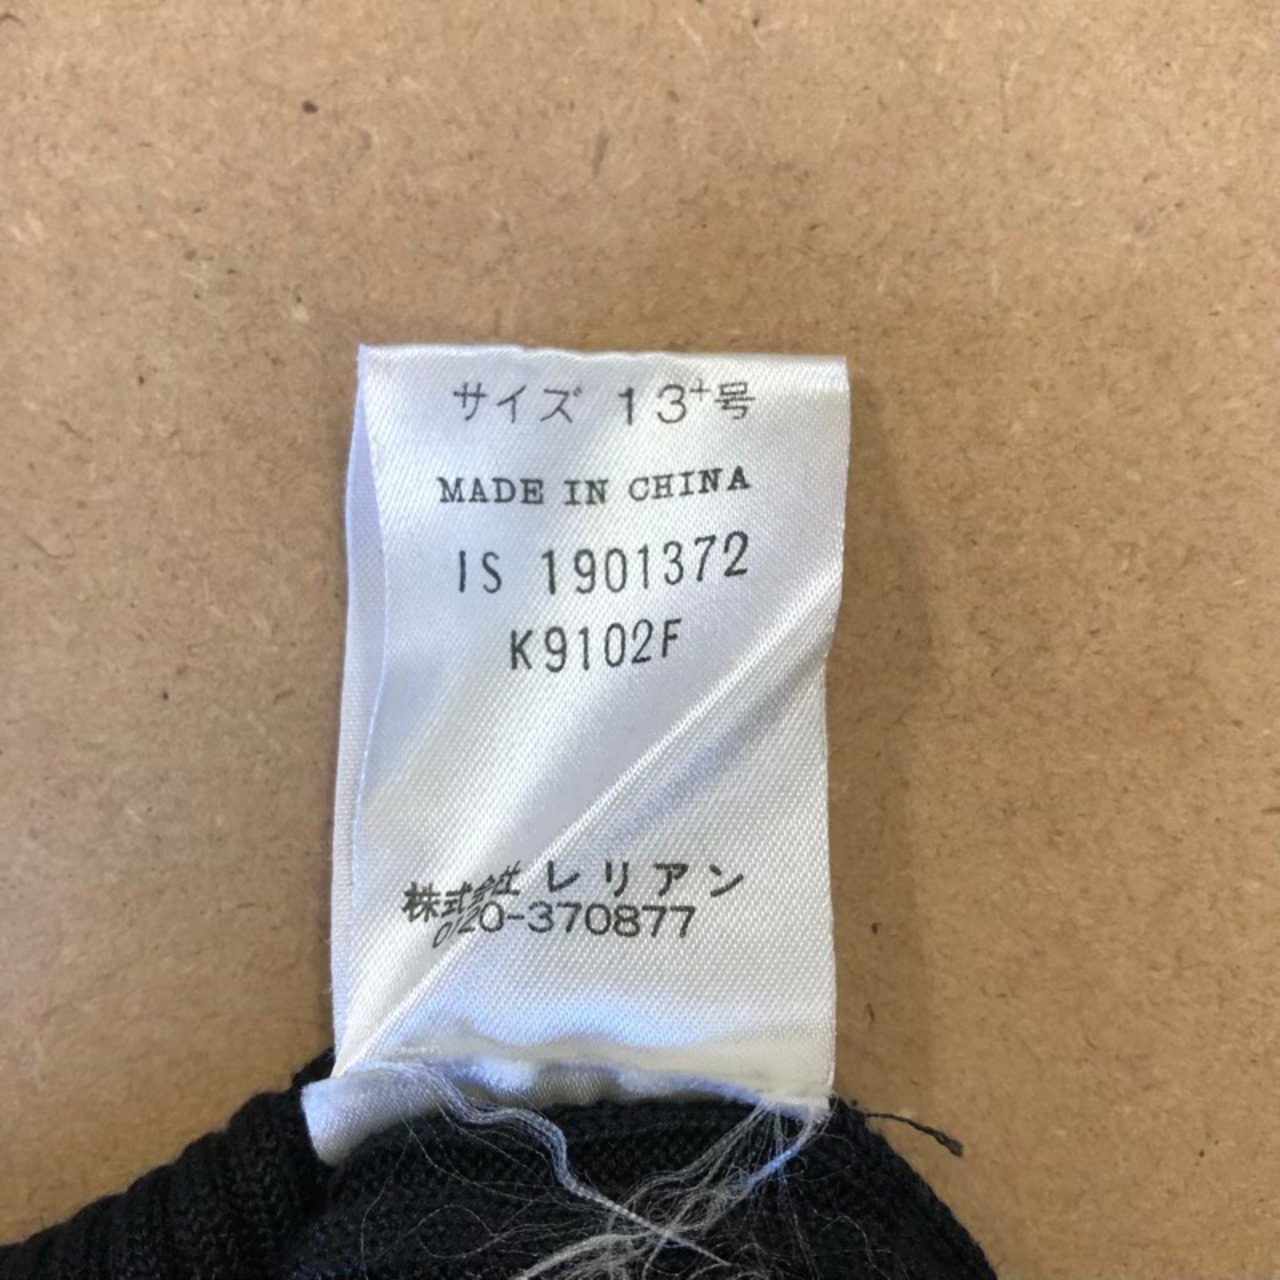 サイズ 13⁺号
MADE IN CHINA
IS 1901372
K9102F
株式会社 レリアン
0120-370877